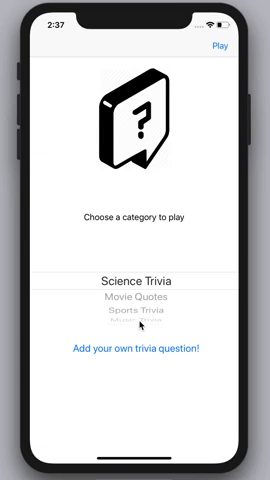 2:37
Play
?
Choose a category to play
Science Trivia
Movie Quotes
Sports Trivia
Music Trivia
Add your own trivia question!